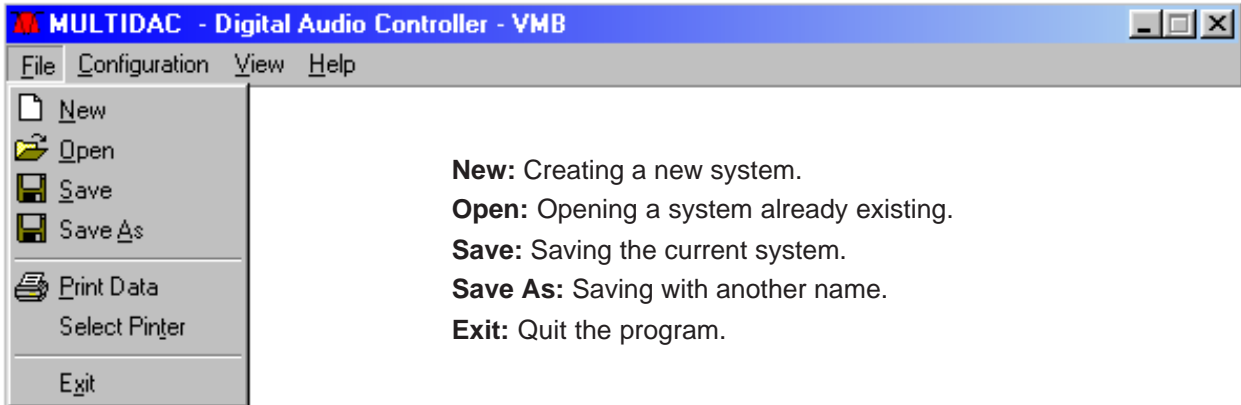 MULTIDAC - Digital Audio Controller - VMB
File Configuration View Help
New
Open
Save
Save As
Print Data
Select Pinter
Exit
New: Creating a new system.
Open: Opening a system already existing.
Save: Saving the current system.
Save As: Saving with another name.
Exit: Quit the program.